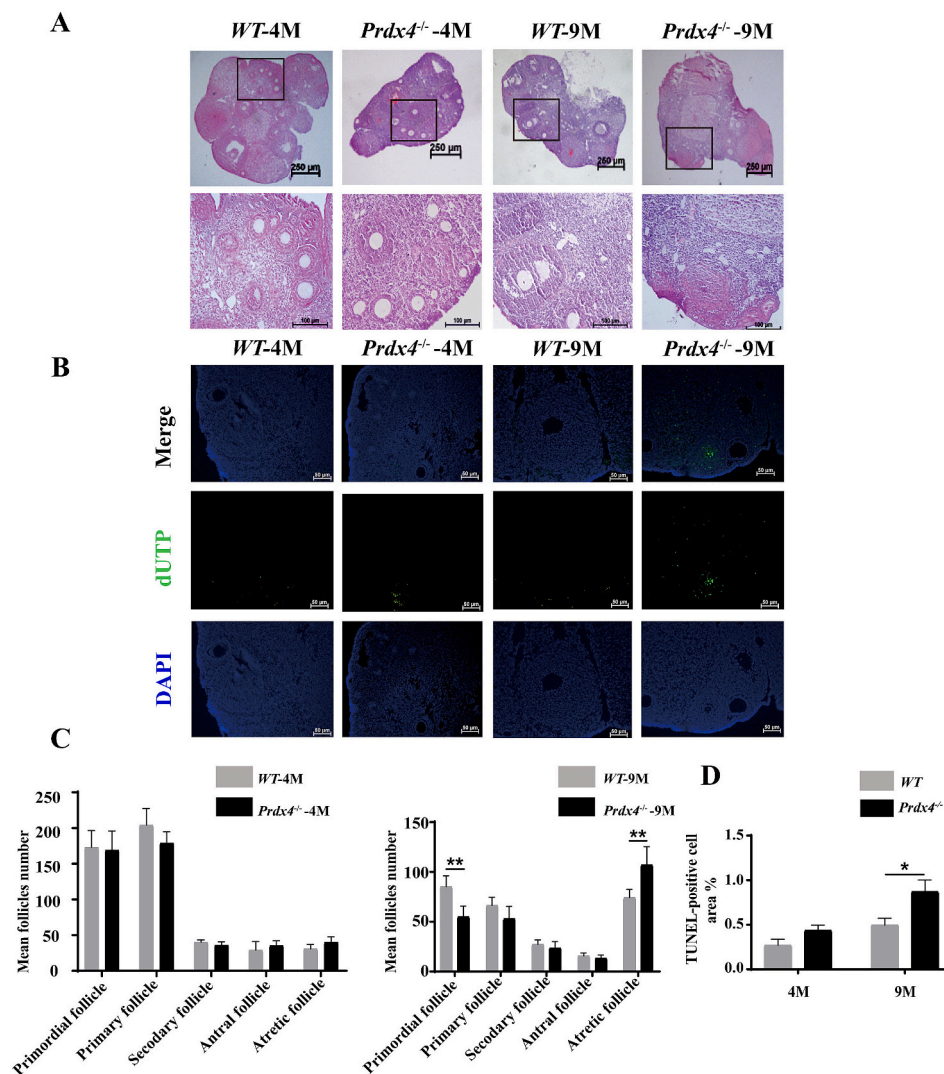 A
WT-4M Prdx4-/- -4M WT-9M Prdx4-/- -9M
250 µm 250 µm 250 µm 250 µm
100 µm 100 µm 100 µm 100 µm
WT-4M Prdx4-/- -4M WT-9M Prdx4-/- -9M
B
Merge
50 µm 50 µm 50 µm 50 µm
dUTP
50 µm 50 µm 50 µm 50 µm
DAPI
50 µm 50 µm 50 µm 50 µm
C
WT-4M
Prdx4-/- -4M
Mean follicles number
250
200
150
100
50
0
Primordial follicle
Primary follicle
Secodary follicle
Antral follicle
Atretic follicle
WT-9M
Prdx4-/- -9M
Mean follicles number
150
100
50
0
**
**
Primordial follicle
Primary follicle
Secodary follicle
Antral follicle
Atretic follicle
D
WT
Prdx4-/-
TUNEL-positive cell
area %
1.5
1.0
0.5
0.0
*
4M 9M